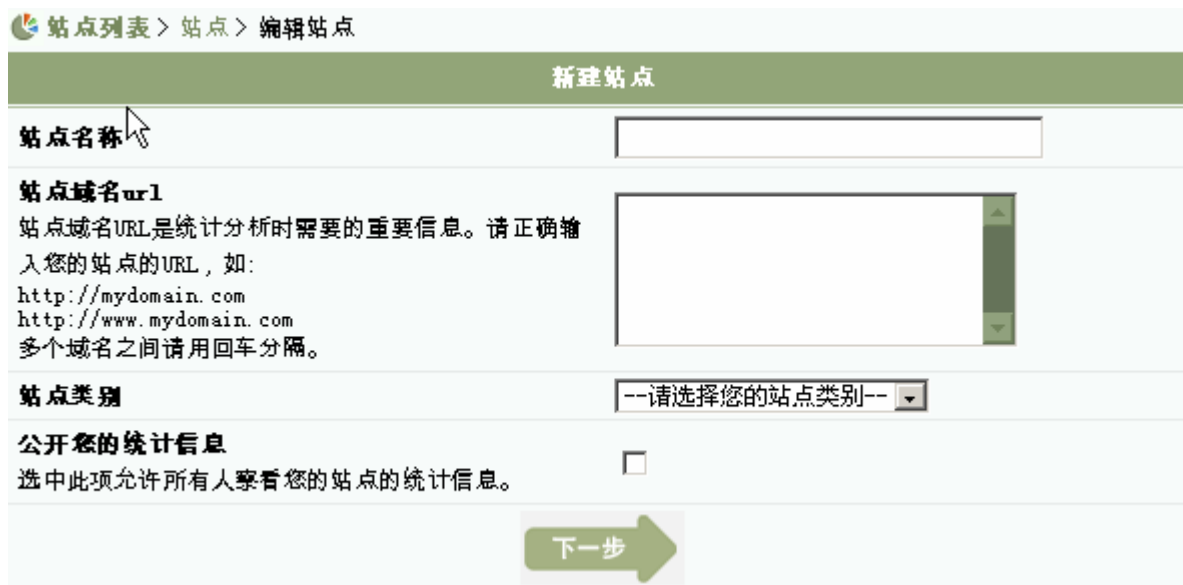 站点列表 > 站点 > 编辑站点
新建站点
站点名称
站点域名url
站点域名URL是统计分析时需要的重要信息。请正确输
入您的站点的URL，如:
http://mydomain.com
http://www.mydomain.com
多个域名之间请用回车分隔。
站点类别
--请选择您的站点类别--
公开您的统计信息
选中此项允许所有人察看您的站点的统计信息。
下一步